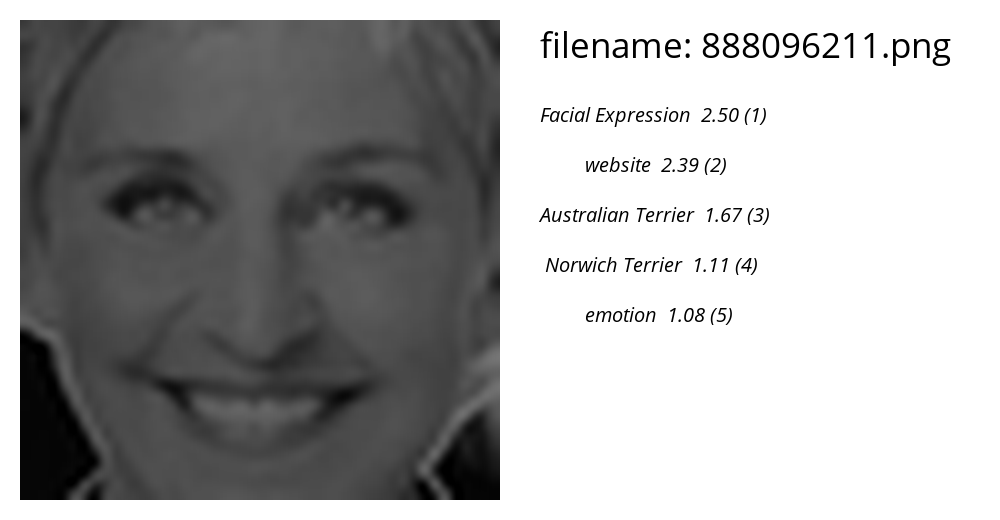 filename: 888096211.png
Facial Expression 2.50 (1)
website 2.39 (2)
Australian Terrier 1.67 (3)
Norwich Terrier 1.11 (4)
emotion 1.08 (5)